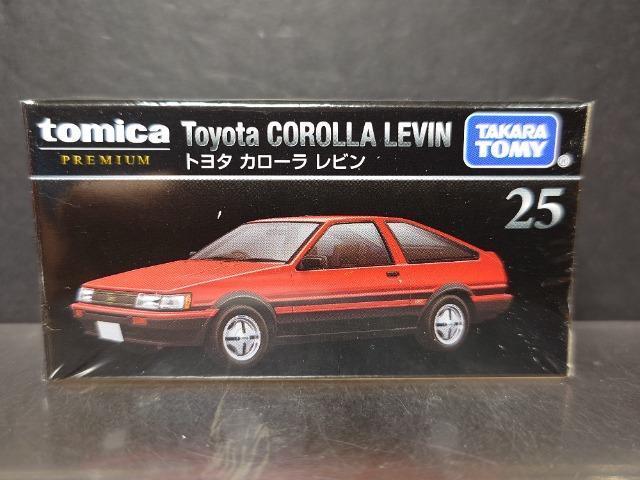 tomica
PREMIUM
Toyota COROLLA LEVIN
トヨタ カローラ レビン
TAKARA
TOMY
®
25